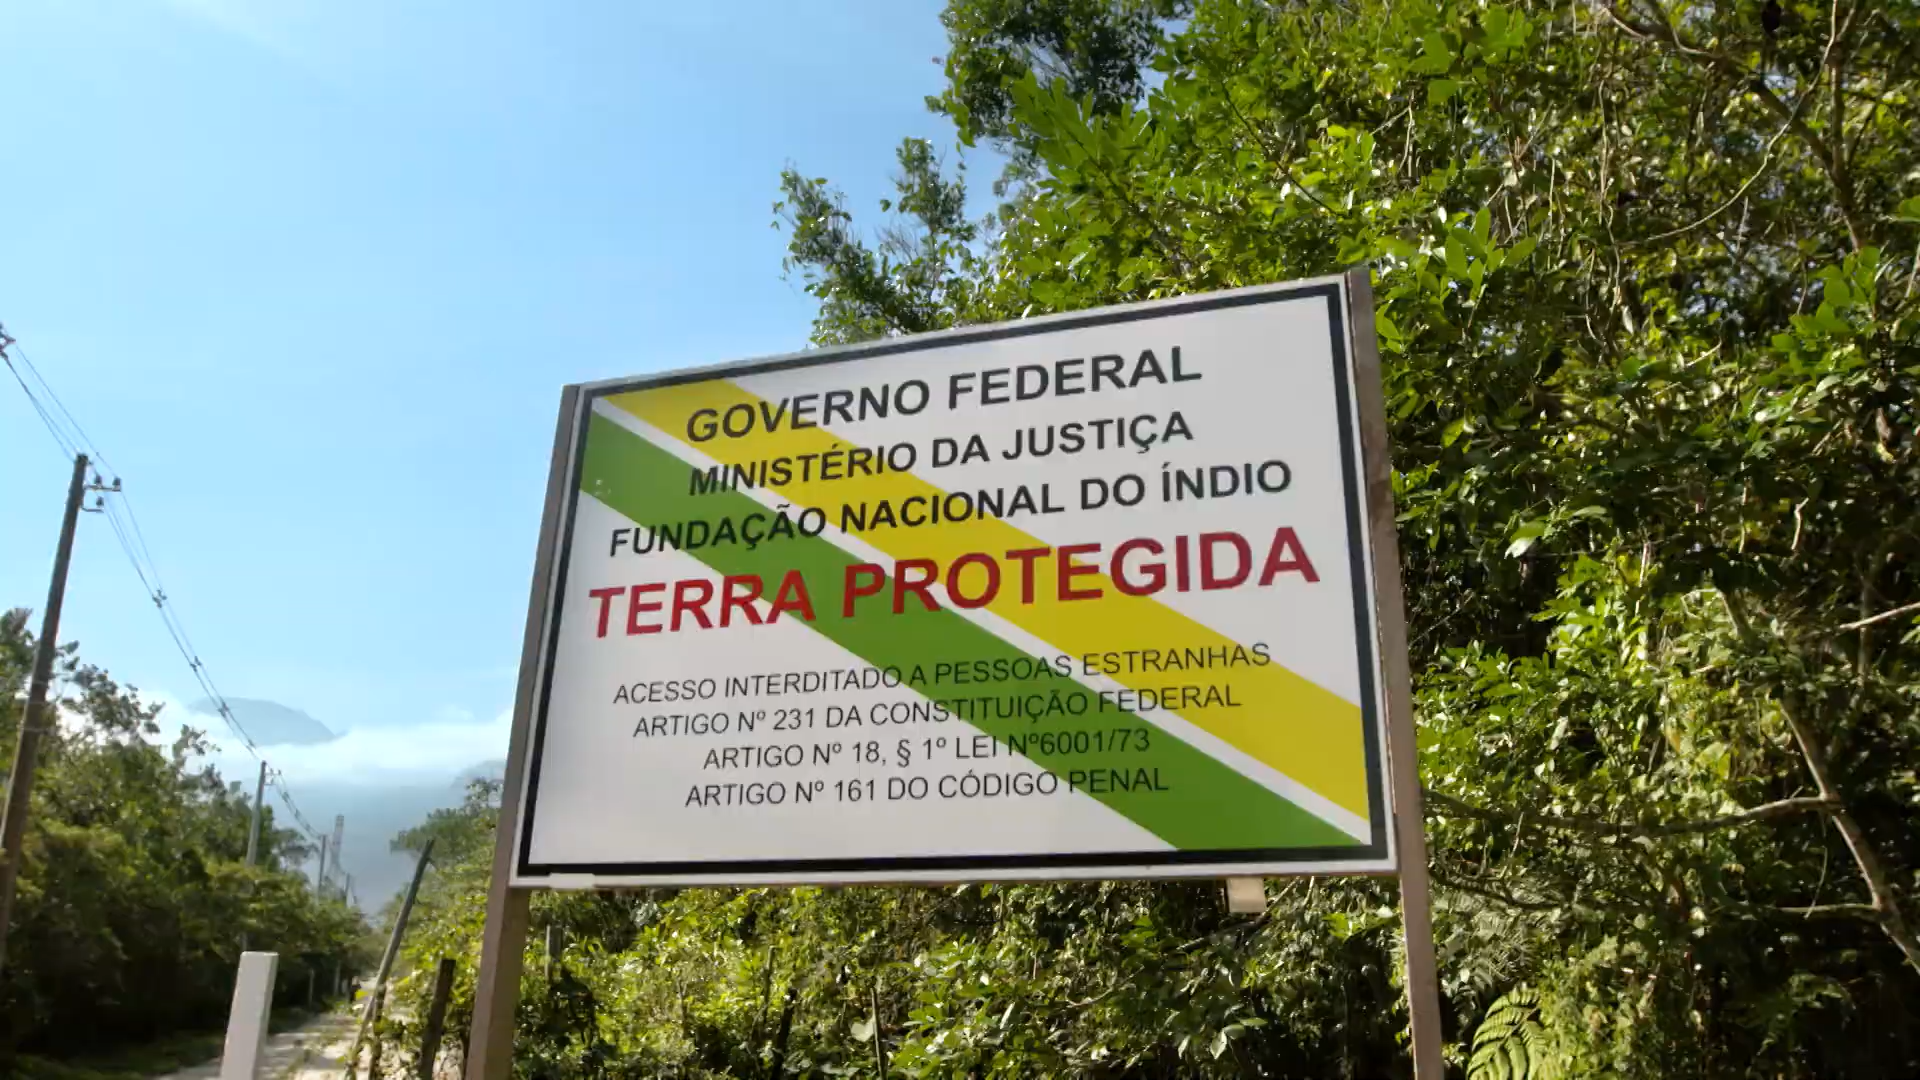 GOVERNO FEDERAL
MINISTÉRIO DA JUSTIÇA
FUNDAÇÃO NACIONAL DO ÍNDIO
TERRA PROTEGIDA
ACESSO INTERDITADO A PESSOAS ESTRANHAS
ARTIGO Nº 231 DA CONSTITUIÇÃO FEDERAL
ARTIGO Nº 18, § 1º LEI Nº6001/73
ARTIGO Nº 161 DO CÓDIGO PENAL